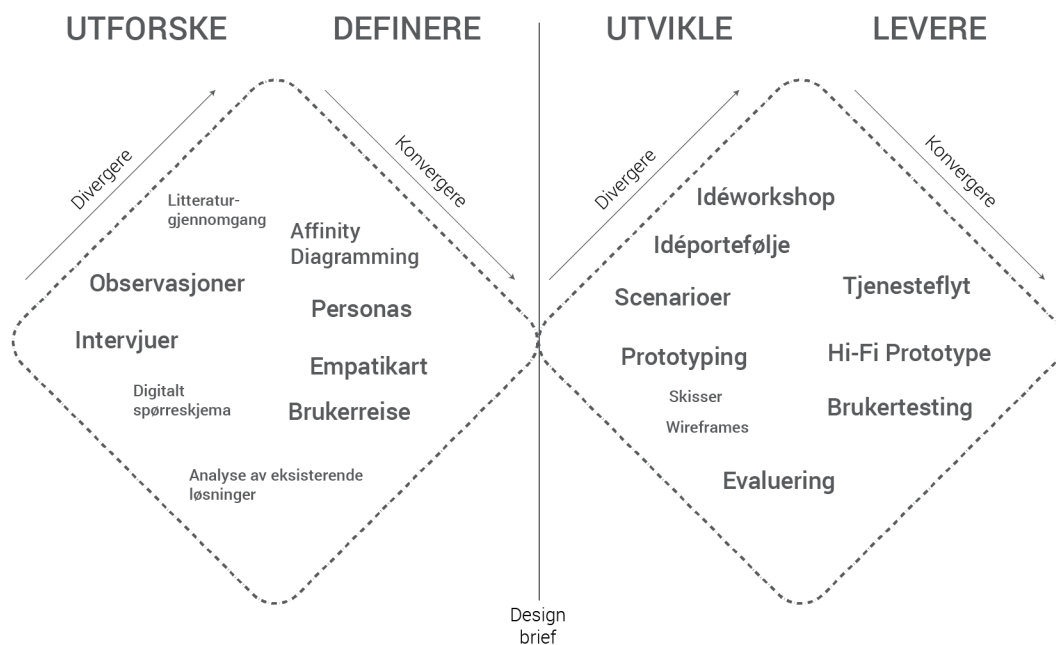 UTFORSKE
DEFINERE
UTVIKLE
LEVERE
Divergere
Konvergere
Litteratur-
gjennomgang
Affinity
Diagramming
Observasjoner
Personas
Intervjuer
Empatikart
Digitalt
spørreskjema
Brukerreise
Analyse av eksisterende
løsninger
Design
brief
Divergere
Konvergere
Idéworkshop
Idéportefølje
Scenarioer
Tjenesteflyt
Prototyping
Hi-Fi Prototype
Skisser
Wireframes
Brukertesting
Evaluering